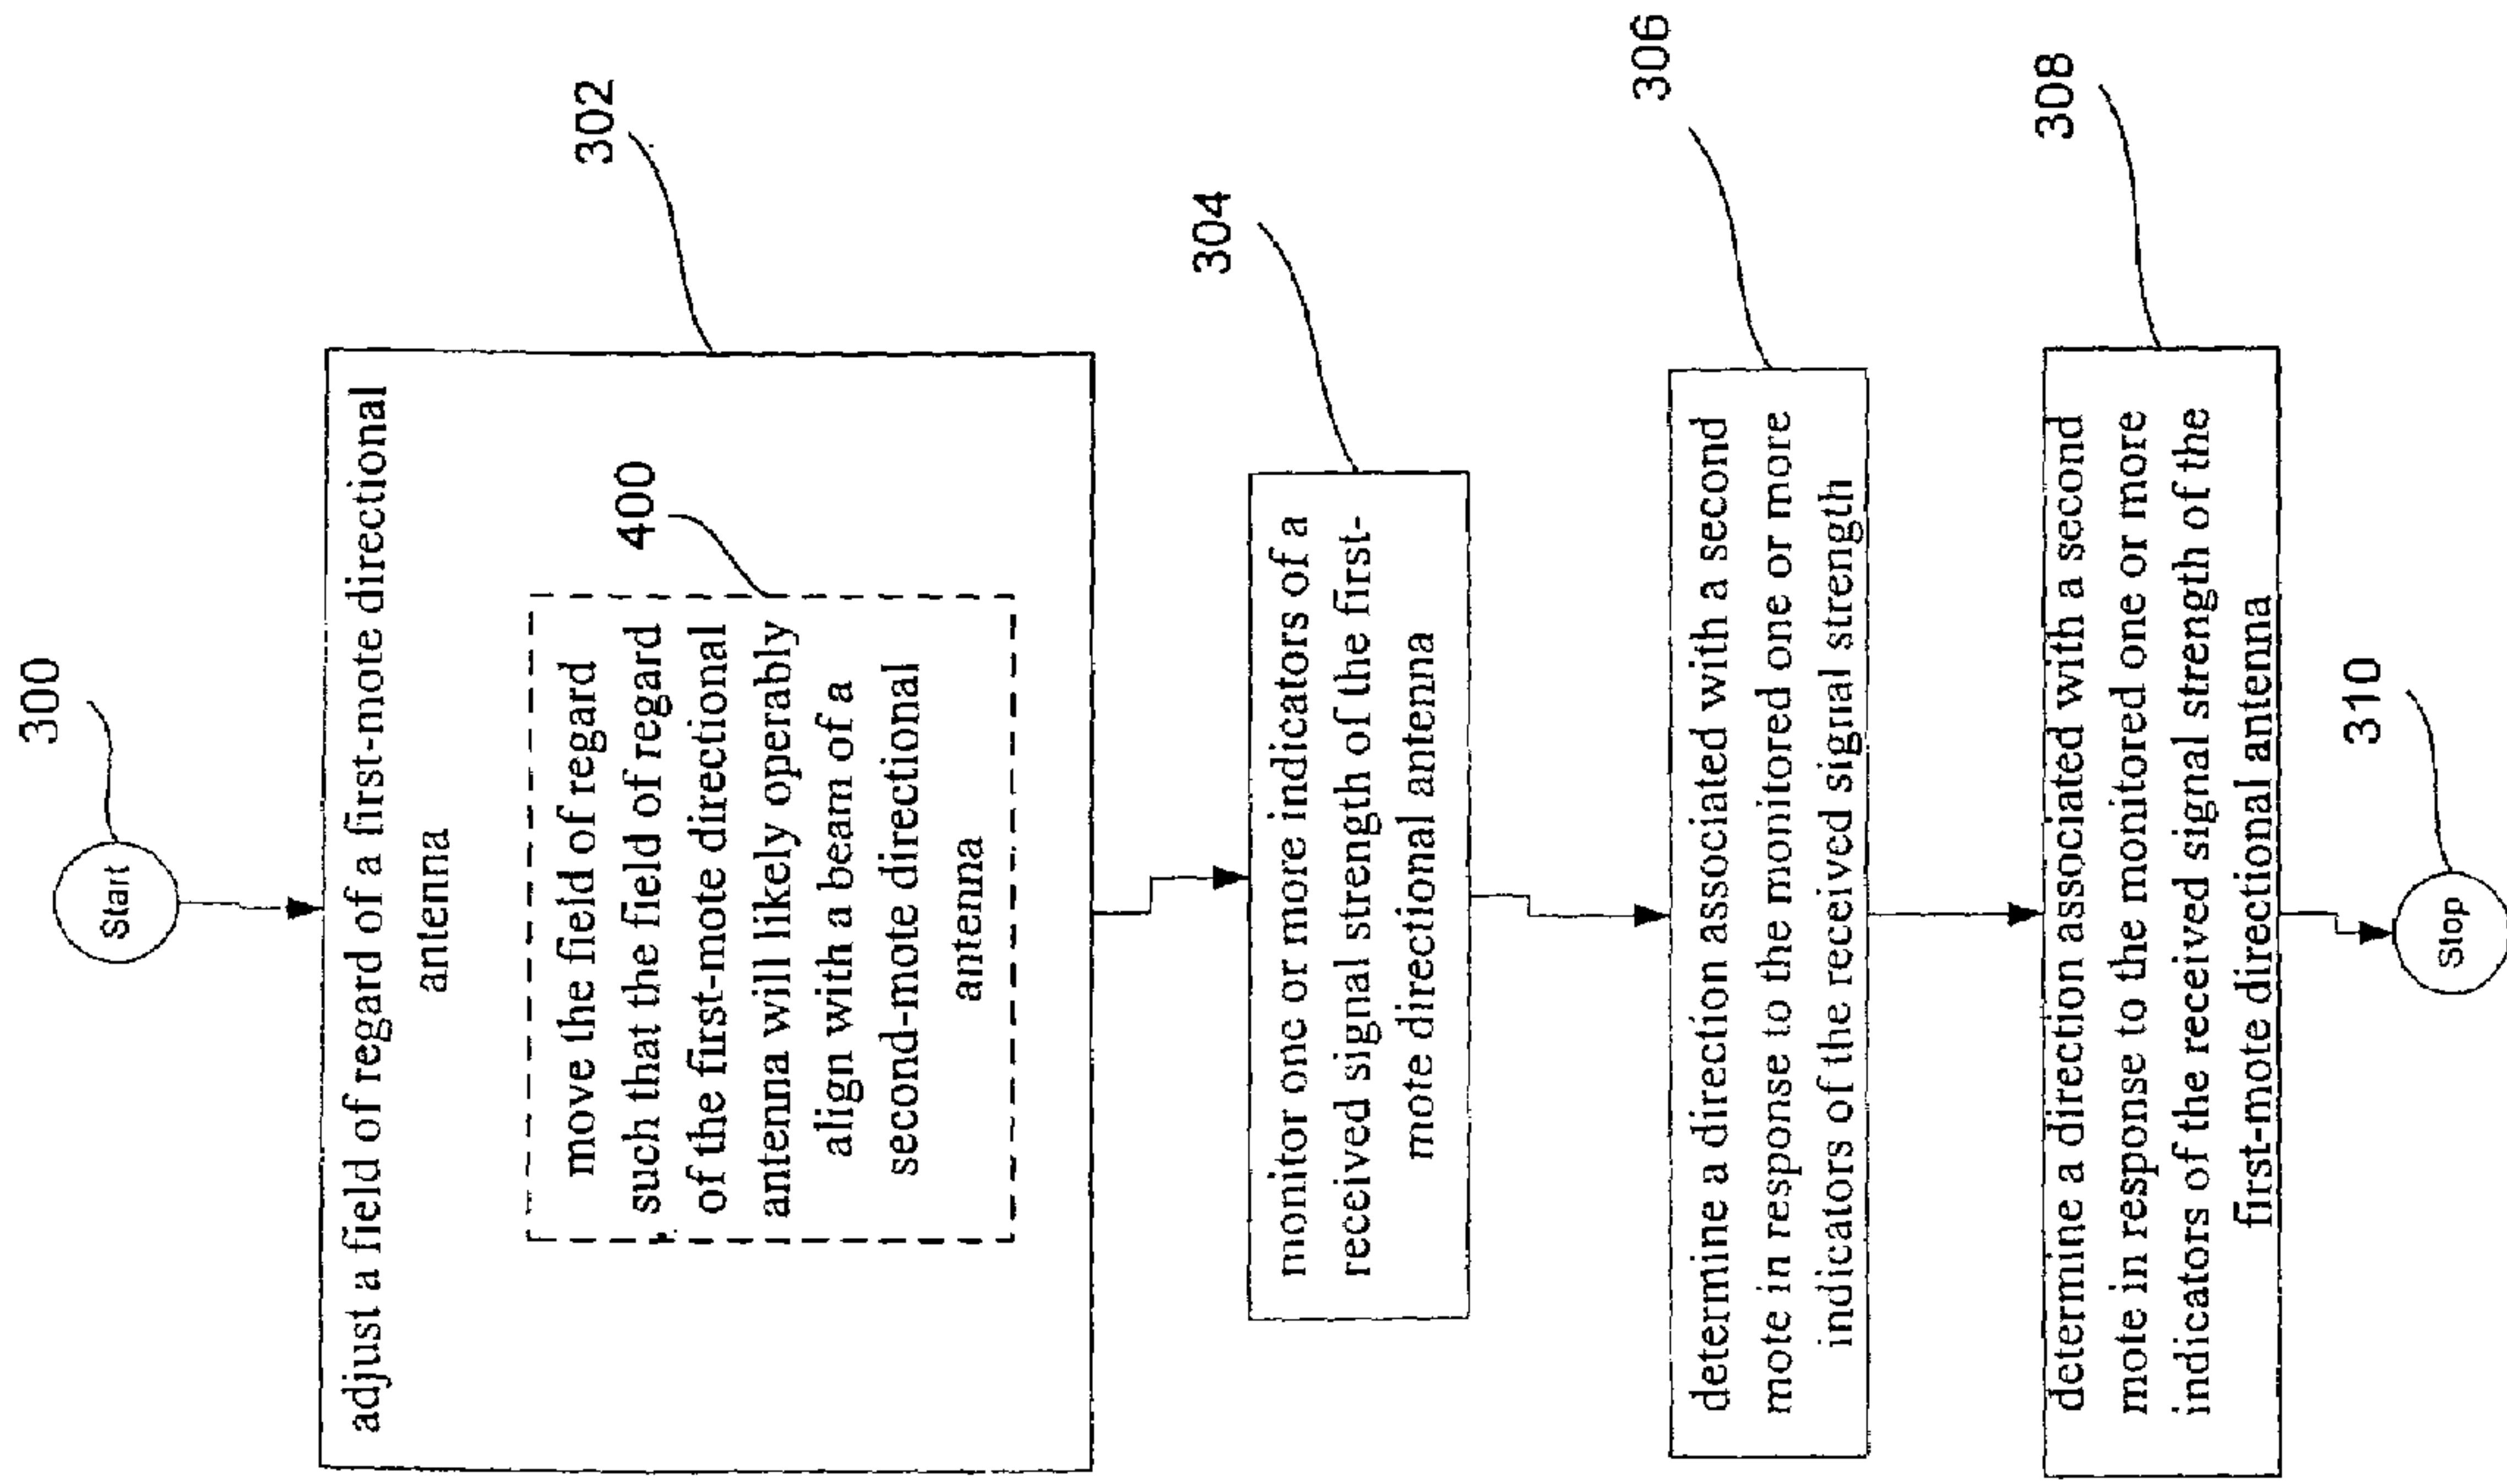 300
Start
302
adjust a field of regard of a first-mote directional
antenna
400
move the field of regard
such that the field of regard
of the first-mote directional
antenna will likely operably
align with a beam of a
second-mote directional
antenna
304
monitor one or more indicators of a
received signal strength of the first-
mote directional antenna
306
determine a direction associated with a second
mote in response to the monitored one or more
indicators of the received signal strength
308
determine a direction associated with a second
mote in response to the monitored one or more
indicators of the received signal strength of the
first-mote directional antenna
310
Stop